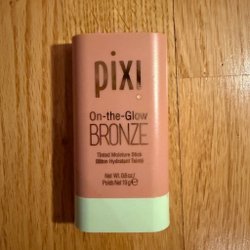 pixi
On-the-Glow
BRONZE
Tinted Moisture Stick
Bâton Hydratant Teinté
Net Wt. 0.6 oz./
Poids Net 19 g ℮